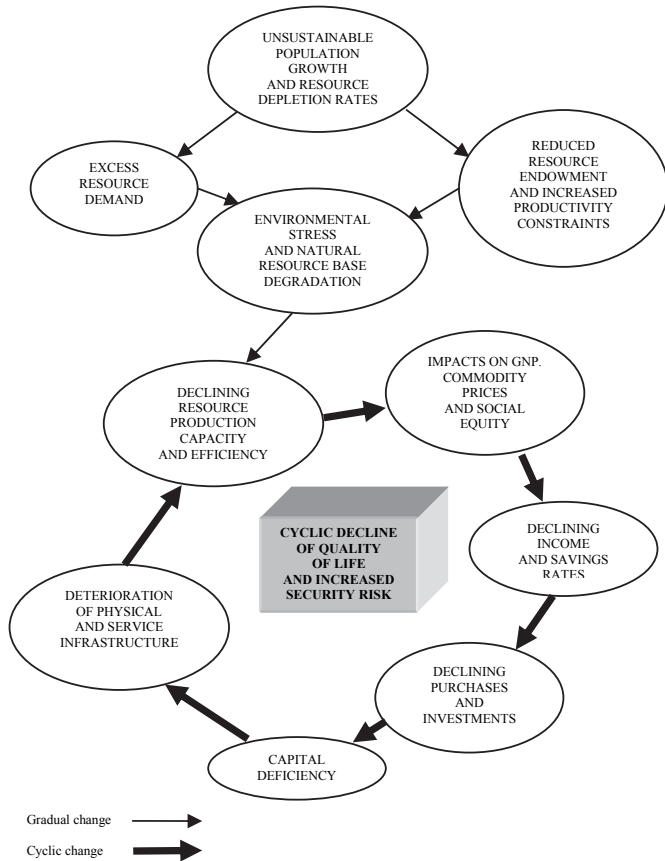 UNSUSTAINABLE
POPULATION
GROWTH
AND RESOURCE
DEPLETION RATES
EXCESS
RESOURCE
DEMAND
REDUCED
RESOURCE
ENDOWMENT
AND INCREASED
PRODUCTIVITY
CONSTRAINTS
ENVIRONMENTAL
STRESS
AND NATURAL
RESOURCE BASE
DEGRADATION
DECLINING
RESOURCE
PRODUCTION
CAPACITY
AND EFFICIENCY
IMPACTS ON GNP.
COMMODITY
PRICES
AND SOCIAL
EQUITY
CYCLIC DECLINE
OF QUALITY
OF LIFE
AND INCREASED
SECURITY RISK
DECLINING
INCOME
AND SAVINGS
RATES
DETERIORATION
OF PHYSICAL
AND SERVICE
INFRASTRUCTURE
DECLINING
PURCHASES
AND
INVESTMENTS
CAPITAL
DEFICIENCY
Gradual change
Cyclic change